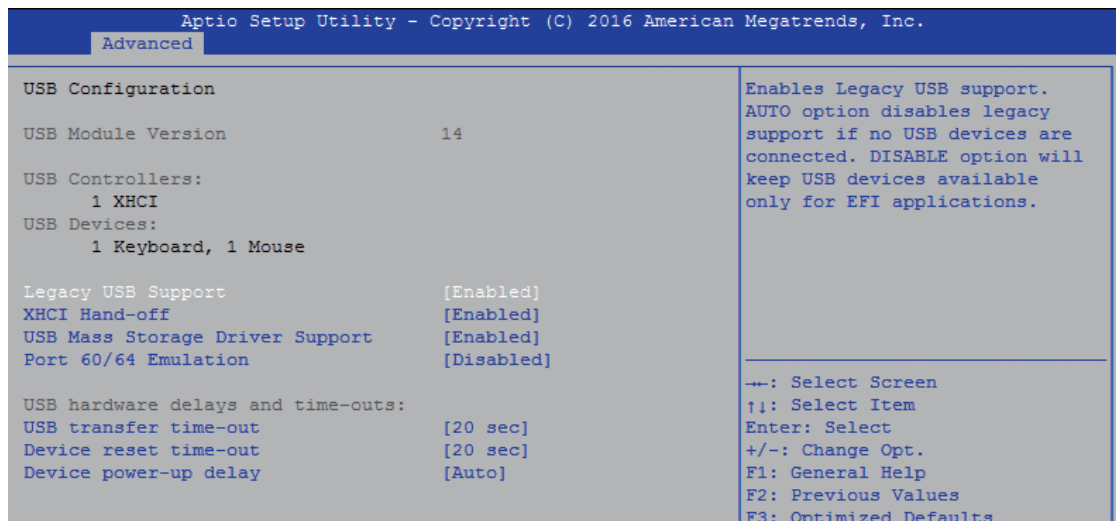 Aptio Setup Utility - Copyright (C) 2016 American Megatrends, Inc.
Advanced
USB Configuration
USB Module Version 14
USB Controllers:
1 XHCI
USB Devices:
1 Keyboard, 1 Mouse
Legacy USB Support [Enabled]
XHCI Hand-off [Enabled]
USB Mass Storage Driver Support [Enabled]
Port 60/64 Emulation [Disabled]
USB hardware delays and time-outs:
USB transfer time-out [20 sec]
Device reset time-out [20 sec]
Device power-up delay [Auto]
Enables Legacy USB support.
AUTO option disables legacy
support if no USB devices are
connected. DISABLE option will
keep USB devices available
only for EFI applications.
→←: Select Screen
↑↓: Select Item
Enter: Select
+/-: Change Opt.
F1: General Help
F2: Previous Values
F3: Optimized Defaults